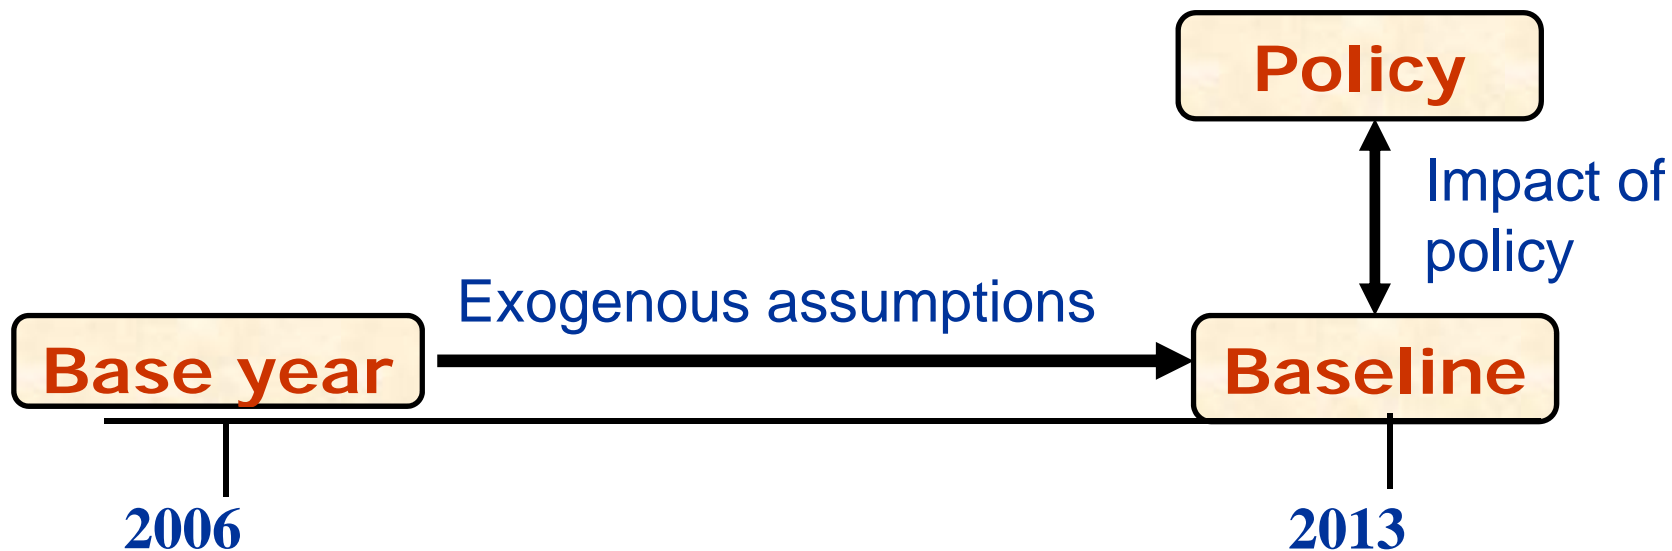 Policy
Impact of
policy
Exogenous assumptions
Base year
Baseline
2006
2013